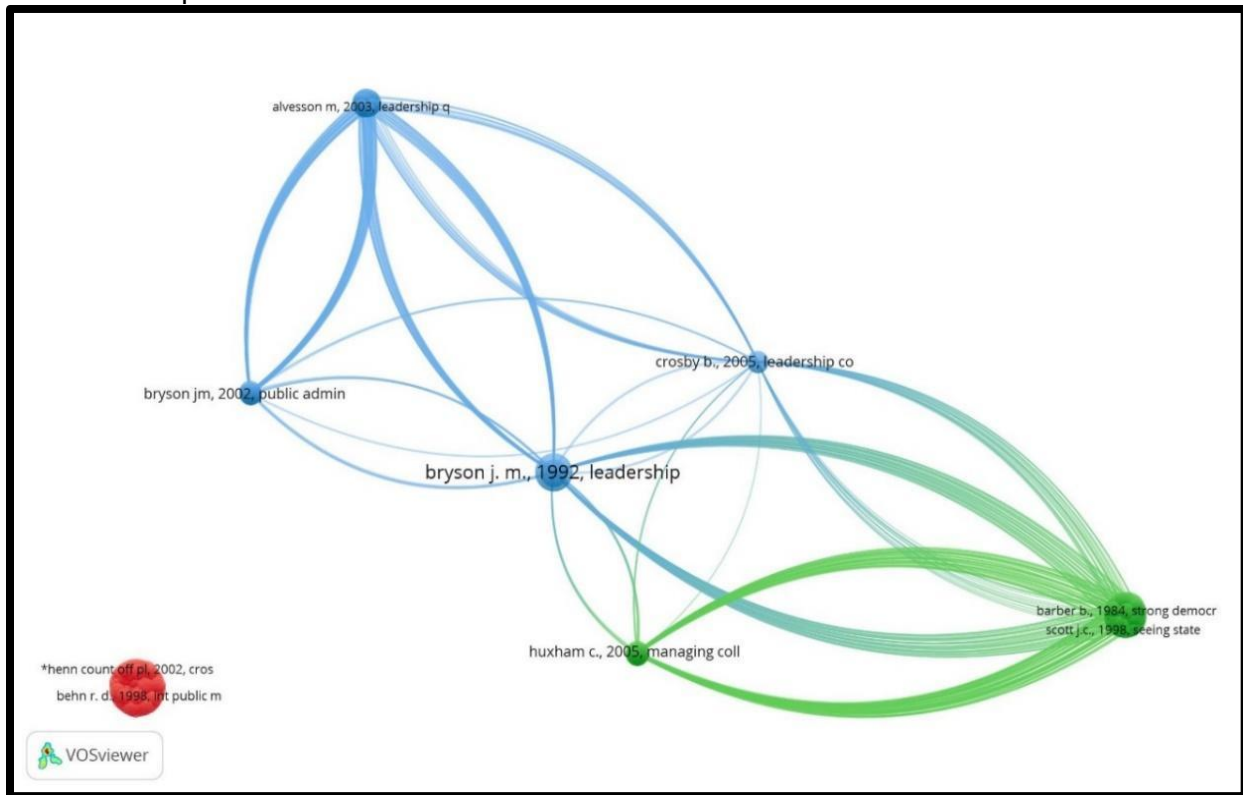 alvesson m, 2003, leadership q
crosby b., 2005, leadership co
bryson jm, 2002, public admin
bryson j. m., 1992, leadership
barber b., 1984, strong democr
scott j.c., 1998, seeing state
huxham c., 2005, managing coll
*henn count off pl, 2002, cros
behn r. d., 1998, int public m
VOSviewer